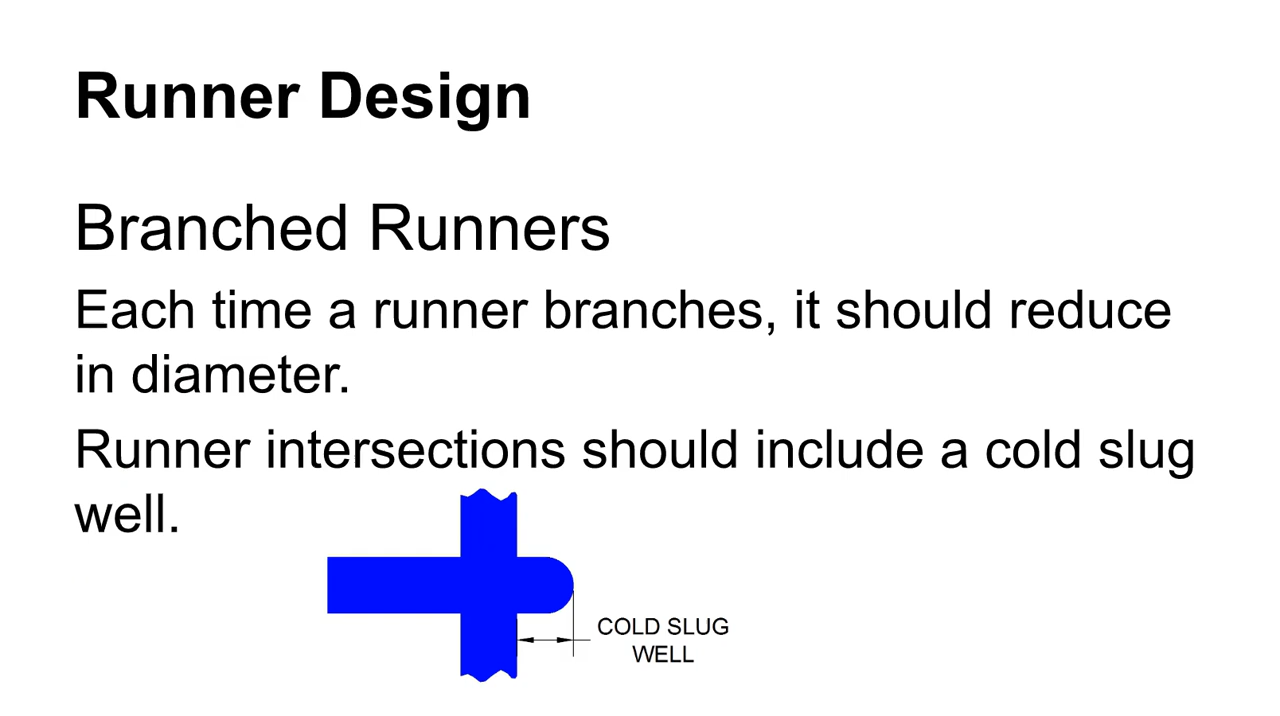 Runner Design
Branched Runners
Each time a runner branches, it should reduce
in diameter.
Runner intersections should include a cold slug
well.
COLD SLUG
WELL